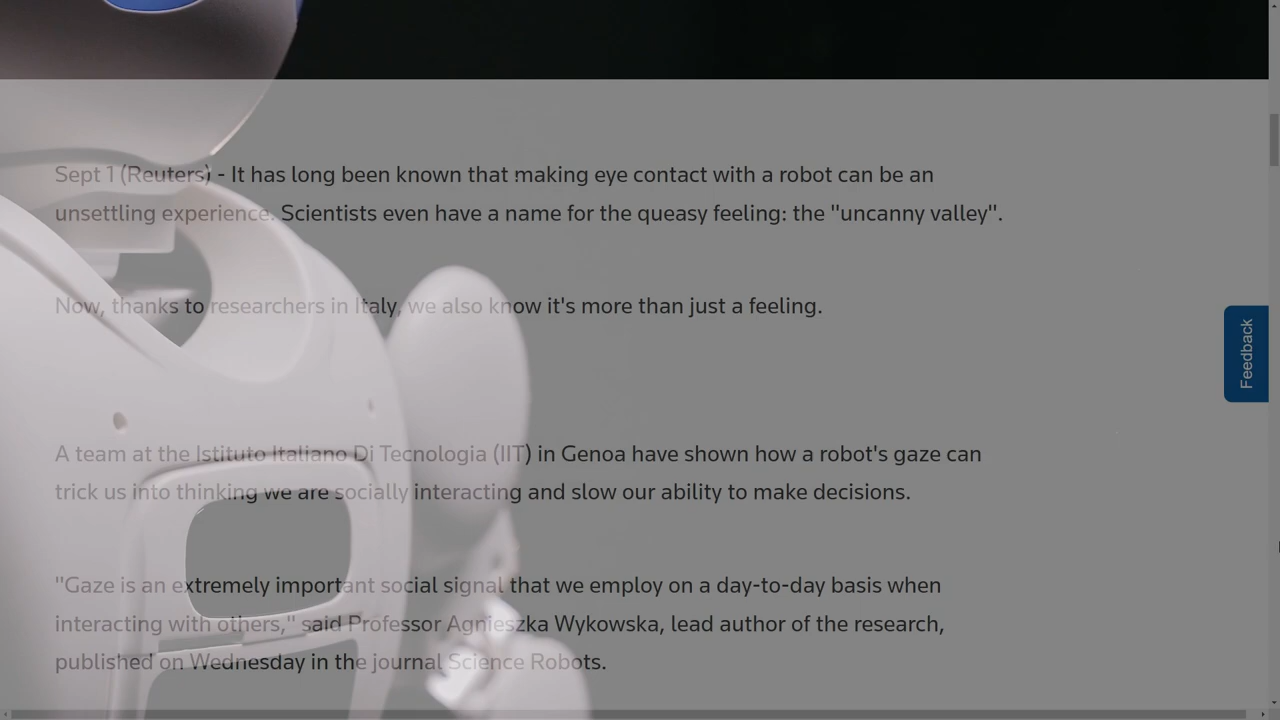 Sept 1 (Reuters) - It has long been known that making eye contact with a robot can be an
unsettling experience. Scientists even have a name for the queasy feeling: the "uncanny valley".
Now, thanks to researchers in Italy, we also know it's more than just a feeling.
A team at the Istituto Italiano Di Tecnologia (IIT) in Genoa have shown how a robot's gaze can
trick us into thinking we are socially interacting and slow our ability to make decisions.
"Gaze is an extremely important social signal that we employ on a day-to-day basis when
interacting with others," said Professor Agnieszka Wykowska, lead author of the research,
published on Wednesday in the journal Science Robots.
Feedback